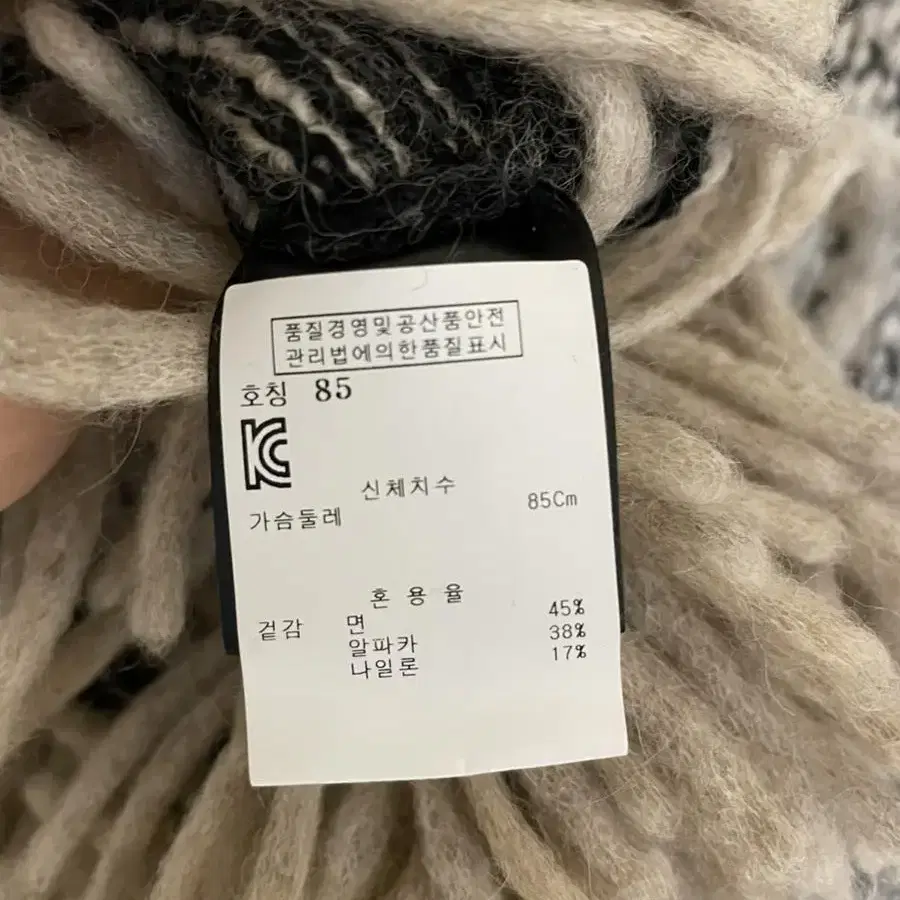 품질경영및공산품안전
관리법에의한품질표시
호칭 85
KC
신체치수
가슴둘레 85Cm
혼 용 율
겉감 면 45%
알파카 38%
나일론 17%